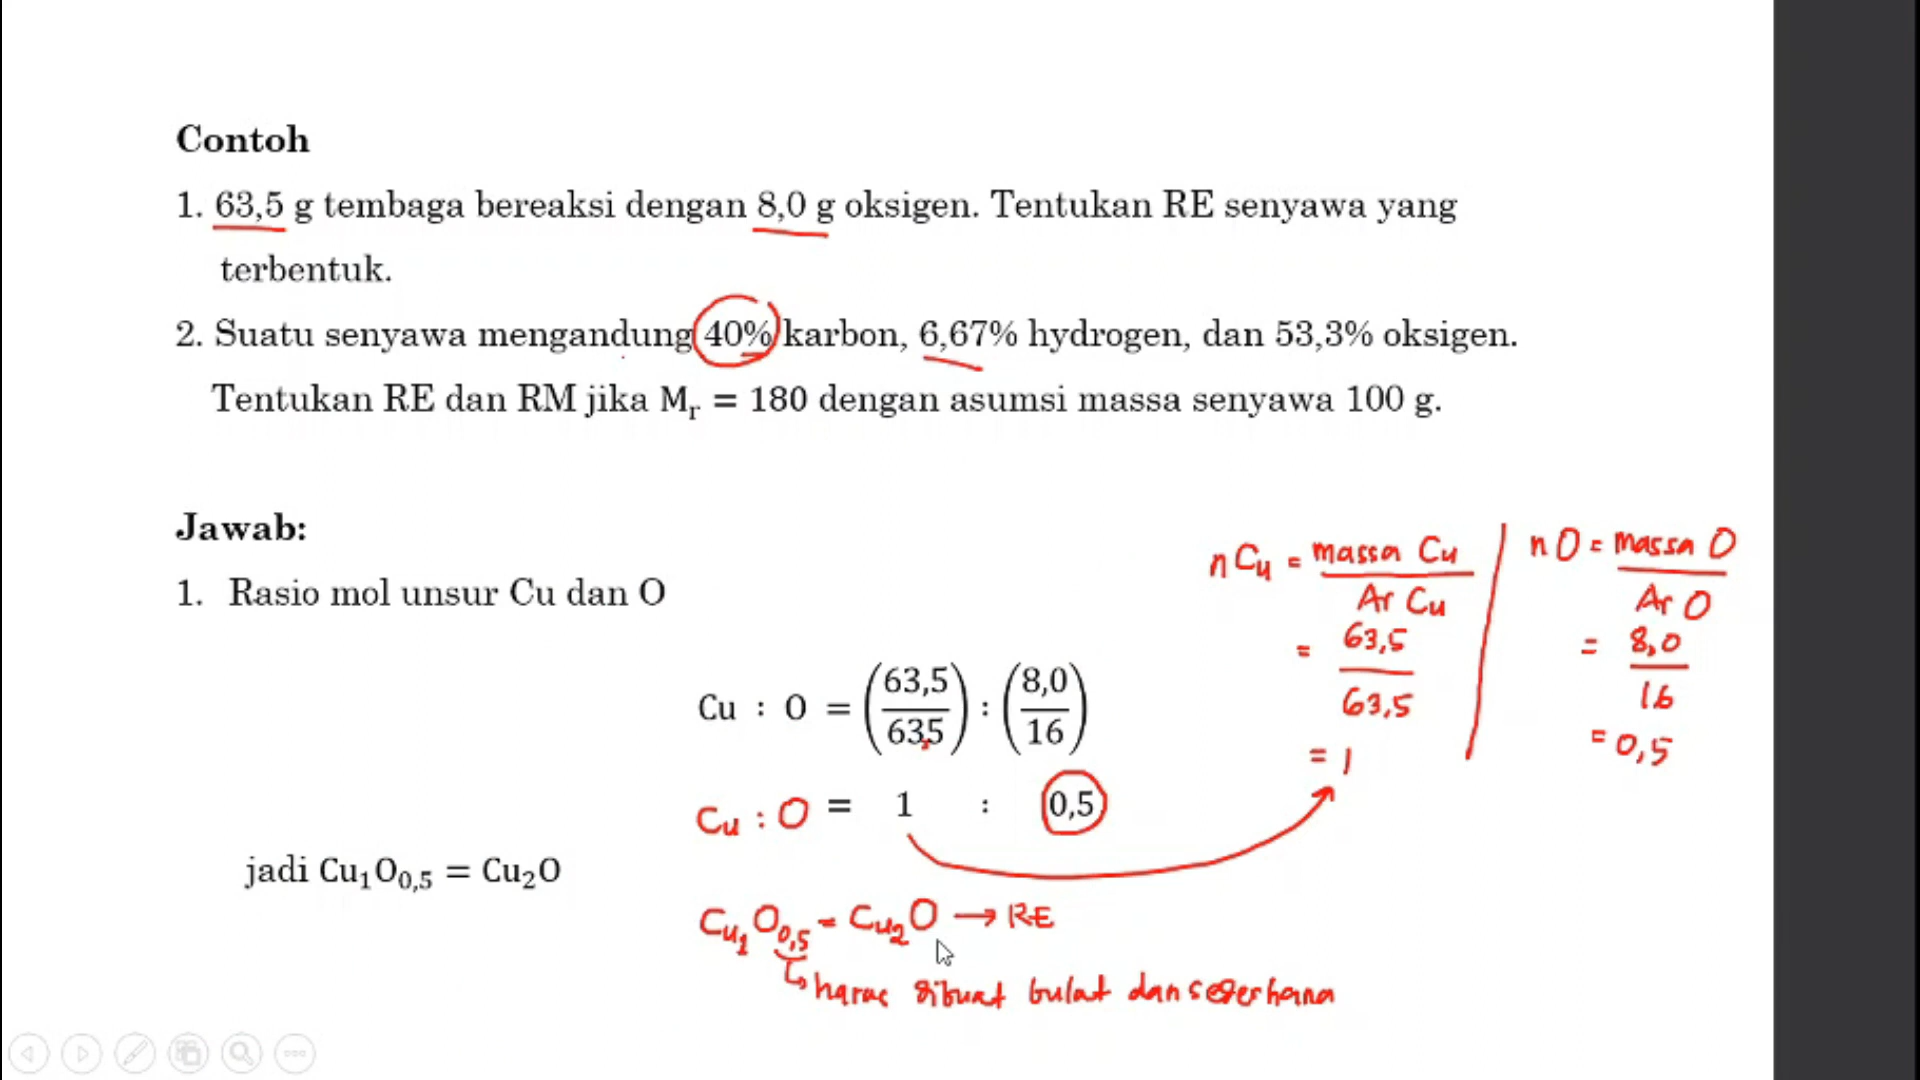 Contoh
1. 63,5 g tembaga bereaksi dengan 8,0 g oksigen. Tentukan RE senyawa yang
terbentuk.
2. Suatu senyawa mengandung 40% karbon, 6,67% hydrogen, dan 53,3% oksigen.
Tentukan RE dan RM jika Mᵣ = 180 dengan asumsi massa senyawa 100 g.
Jawab:
1. Rasio mol unsur Cu dan O
Cu : O = (63,5/63,5) : (8,0/16)
Cu : O = 1 : 0,5
jadi Cu₁O₀,₅ = Cu₂O
Cu₁O₀,₅ = Cu₂O → RE
↳ harus dibuat bulat dan sederhana
n Cu = massa Cu / Ar Cu
= 63,5 / 63,5
= 1
n O = massa O / Ar O
= 8,0 / 16
= 0,5